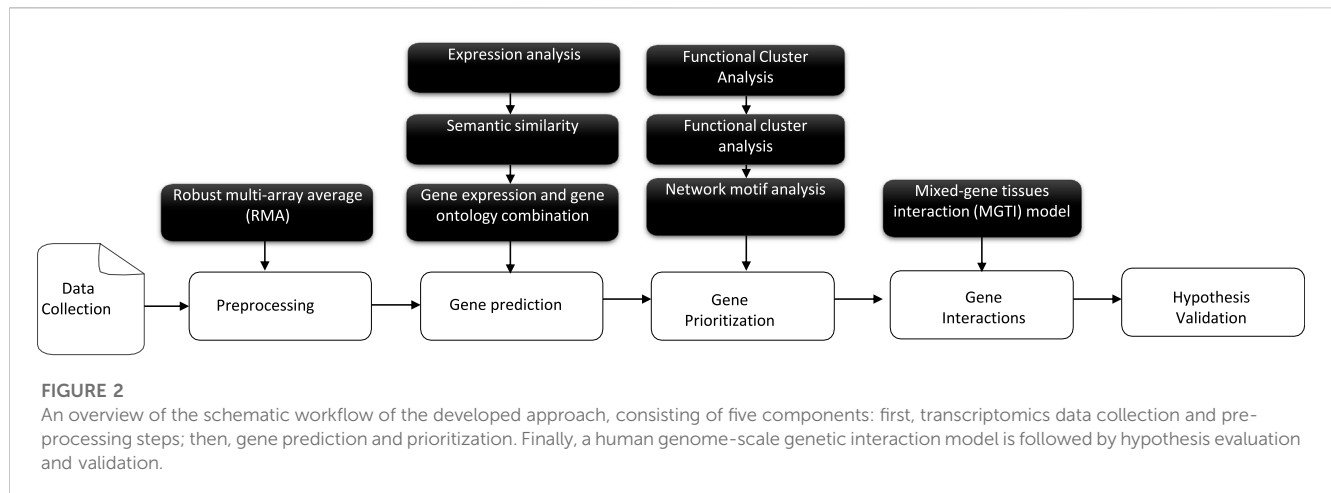 Expression analysis
Functional Cluster
Analysis
Semantic similarity
Functional cluster
analysis
Robust multi-array average
(RMA)
Gene expression and gene
ontology combination
Network motif analysis
Mixed-gene tissues
interaction (MGTI) model
Data
Collection
Preprocessing
Gene prediction
Gene
Prioritization
Gene
Interactions
Hypothesis
Validation
FIGURE 2
An overview of the schematic workflow of the developed approach, consisting of five components: first, transcriptomics data collection and pre-
processing steps; then, gene prediction and prioritization. Finally, a human genome-scale genetic interaction model is followed by hypothesis evaluation
and validation.